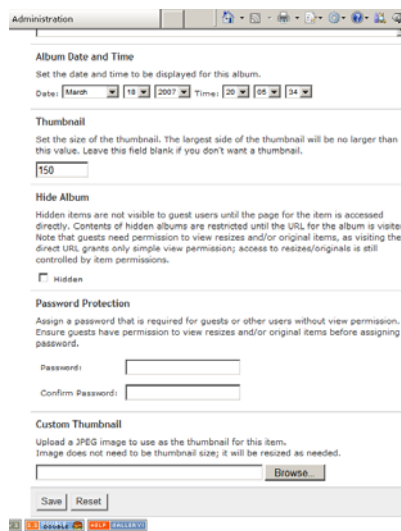 Administration
Album Date and Time
Set the date and time to be displayed for this album.
Date: March 18 2007 Time: 20 05 34
Thumbnail
Set the size of the thumbnail. The largest side of the thumbnail will be no larger than
this value. Leave this field blank if you don't want a thumbnail.
150
Hide Album
Hidden items are not visible to guest users until the page for the item is accessed
directly. Contents of hidden albums are restricted until the URL for the album is visite
Note that guests need permission to view resizes and/or original items, as visiting the
direct URL grants only simple view permission; access to resizes/originals is still
controlled by item permissions.
Hidden
Password Protection
Assign a password that is required for guests or other users without view permission.
Ensure guests have permission to view resizes and/or original items before assigning
password.
Password:
Confirm Password:
Custom Thumbnail
Upload a JPEG image to use as the thumbnail for this item.
Image does not need to be thumbnail size; it will be resized as needed.
Browse...
Save Reset
HELP GALLERY!